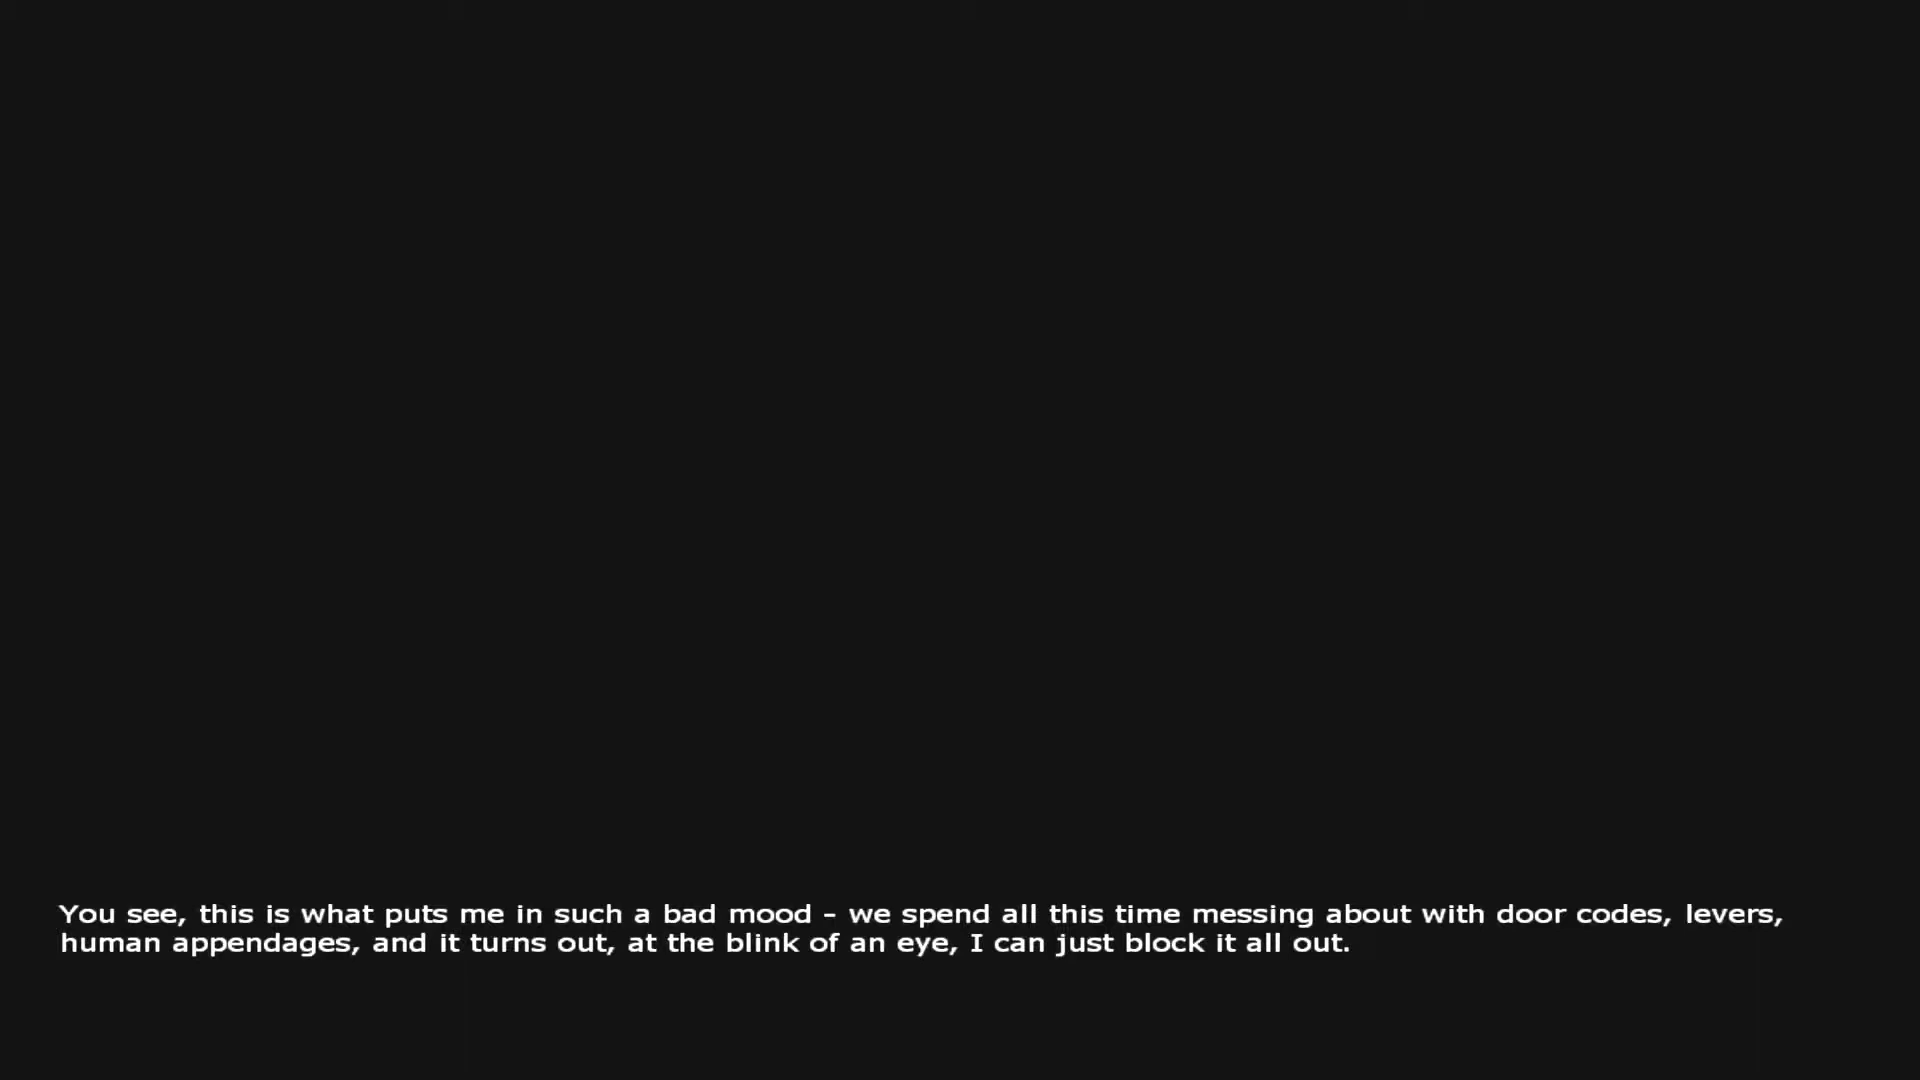 You see, this is what puts me in such a bad mood - we spend all this time messing about with door codes, levers,
human appendages, and it turns out, at the blink of an eye, I can just block it all out.